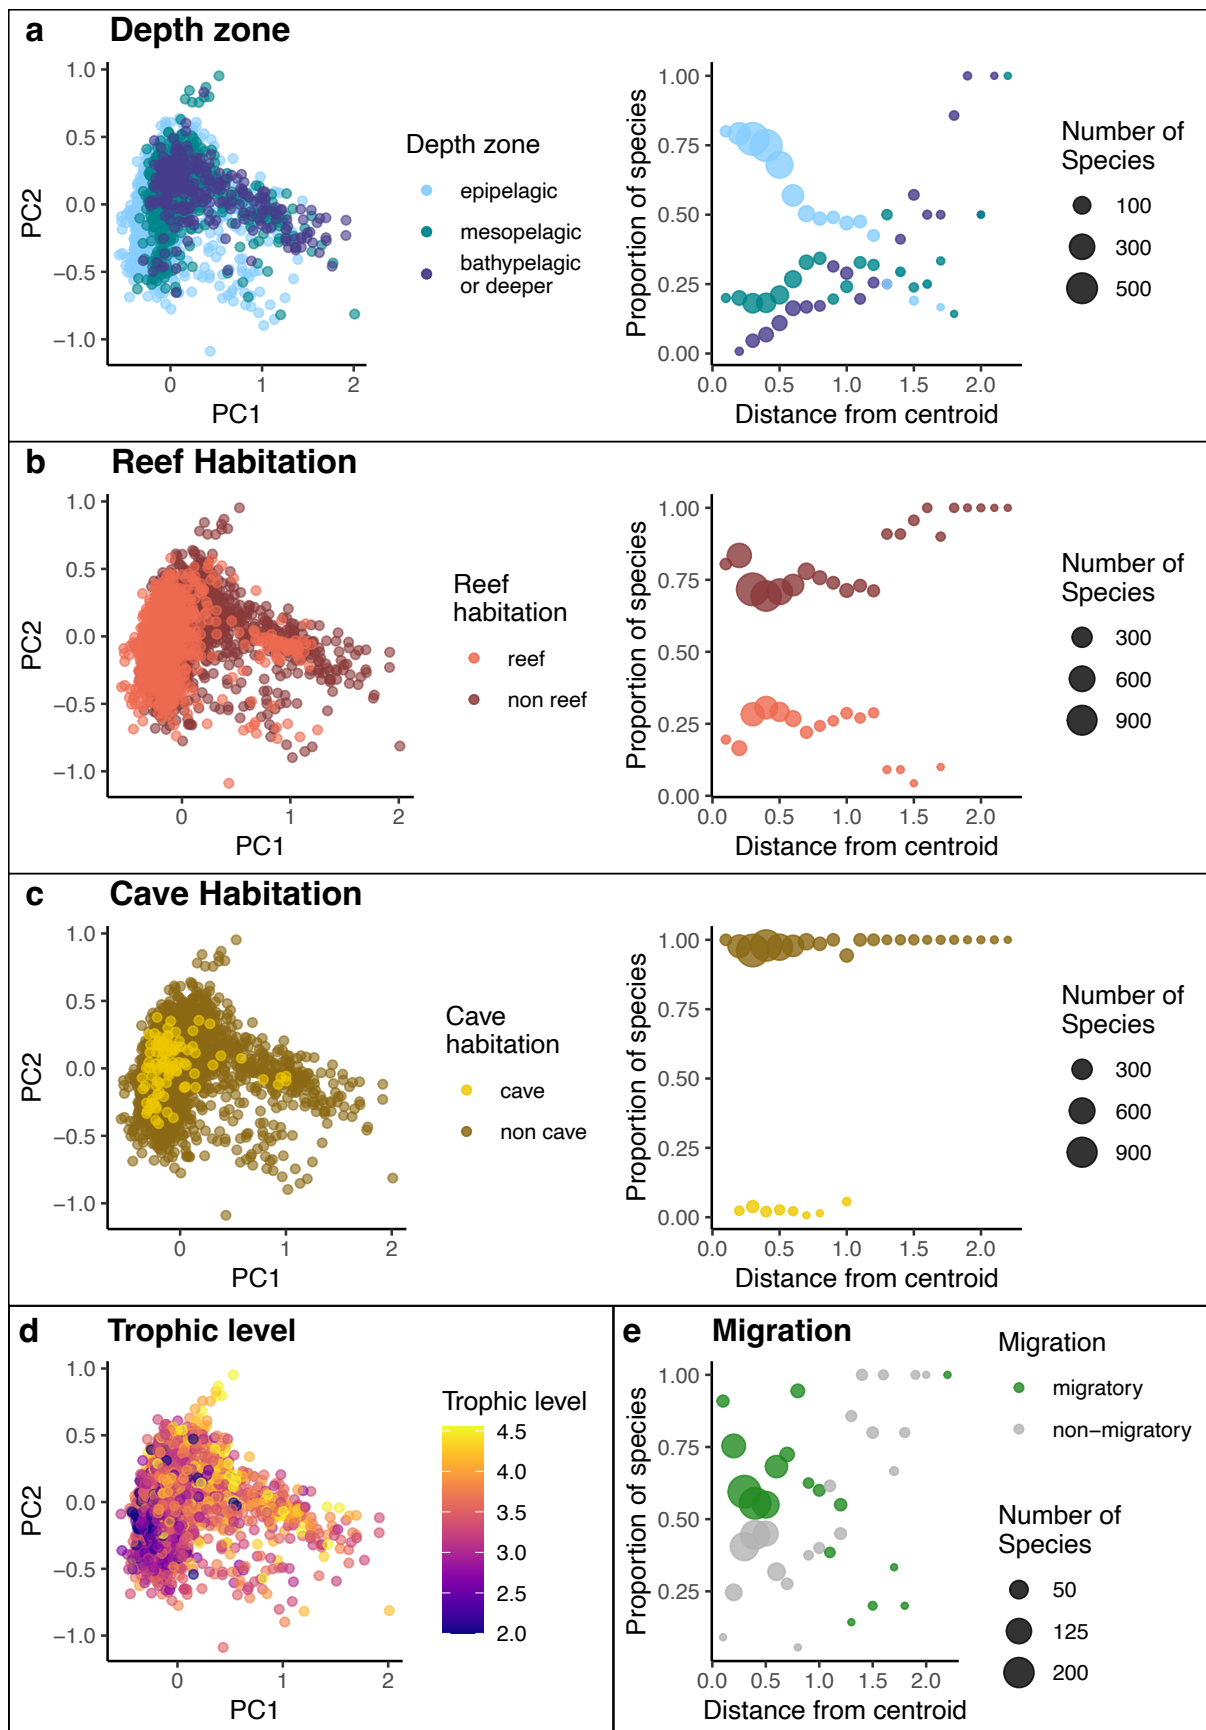 a Depth zone
1.0
0.5
0.0
−0.5
−1.0
PC2
0 1 2
PC1
Depth zone
epipelagic
mesopelagic
bathypelagic
or deeper
1.00
0.75
0.50
0.25
0.00
Proportion of species
0.0 0.5 1.0 1.5 2.0
Distance from centroid
Number of
Species
100
300
500
b Reef Habitation
1.0
0.5
0.0
−0.5
−1.0
PC2
0 1 2
PC1
Reef
habitation
reef
non reef
1.00
0.75
0.50
0.25
0.00
Proportion of species
0.0 0.5 1.0 1.5 2.0
Distance from centroid
Number of
Species
300
600
900
c Cave Habitation
1.0
0.5
0.0
−0.5
−1.0
PC2
0 1 2
PC1
Cave
habitation
cave
non cave
1.00
0.75
0.50
0.25
0.00
Proportion of species
0.0 0.5 1.0 1.5 2.0
Distance from centroid
Number of
Species
300
600
900
d Trophic level
1.0
0.5
0.0
−0.5
−1.0
PC2
0 1 2
PC1
Trophic level
4.5
4.0
3.5
3.0
2.5
2.0
e Migration
1.00
0.75
0.50
0.25
Proportion of species
0.0 0.5 1.0 1.5 2.0
Distance from centroid
Migration
migratory
non−migratory
Number of
Species
50
125
200